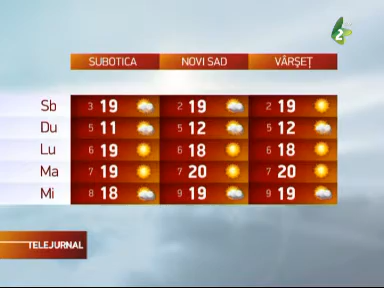 2
SUBOTICA NOVI SAD VÂRŞEŢ
Sb 3 19 2 19 2 19
Du 5 11 5 12 5 12
Lu 6 19 6 18 6 18
Ma 7 19 7 20 7 20
Mi 8 18 9 19 9 19
TELEJURNAL